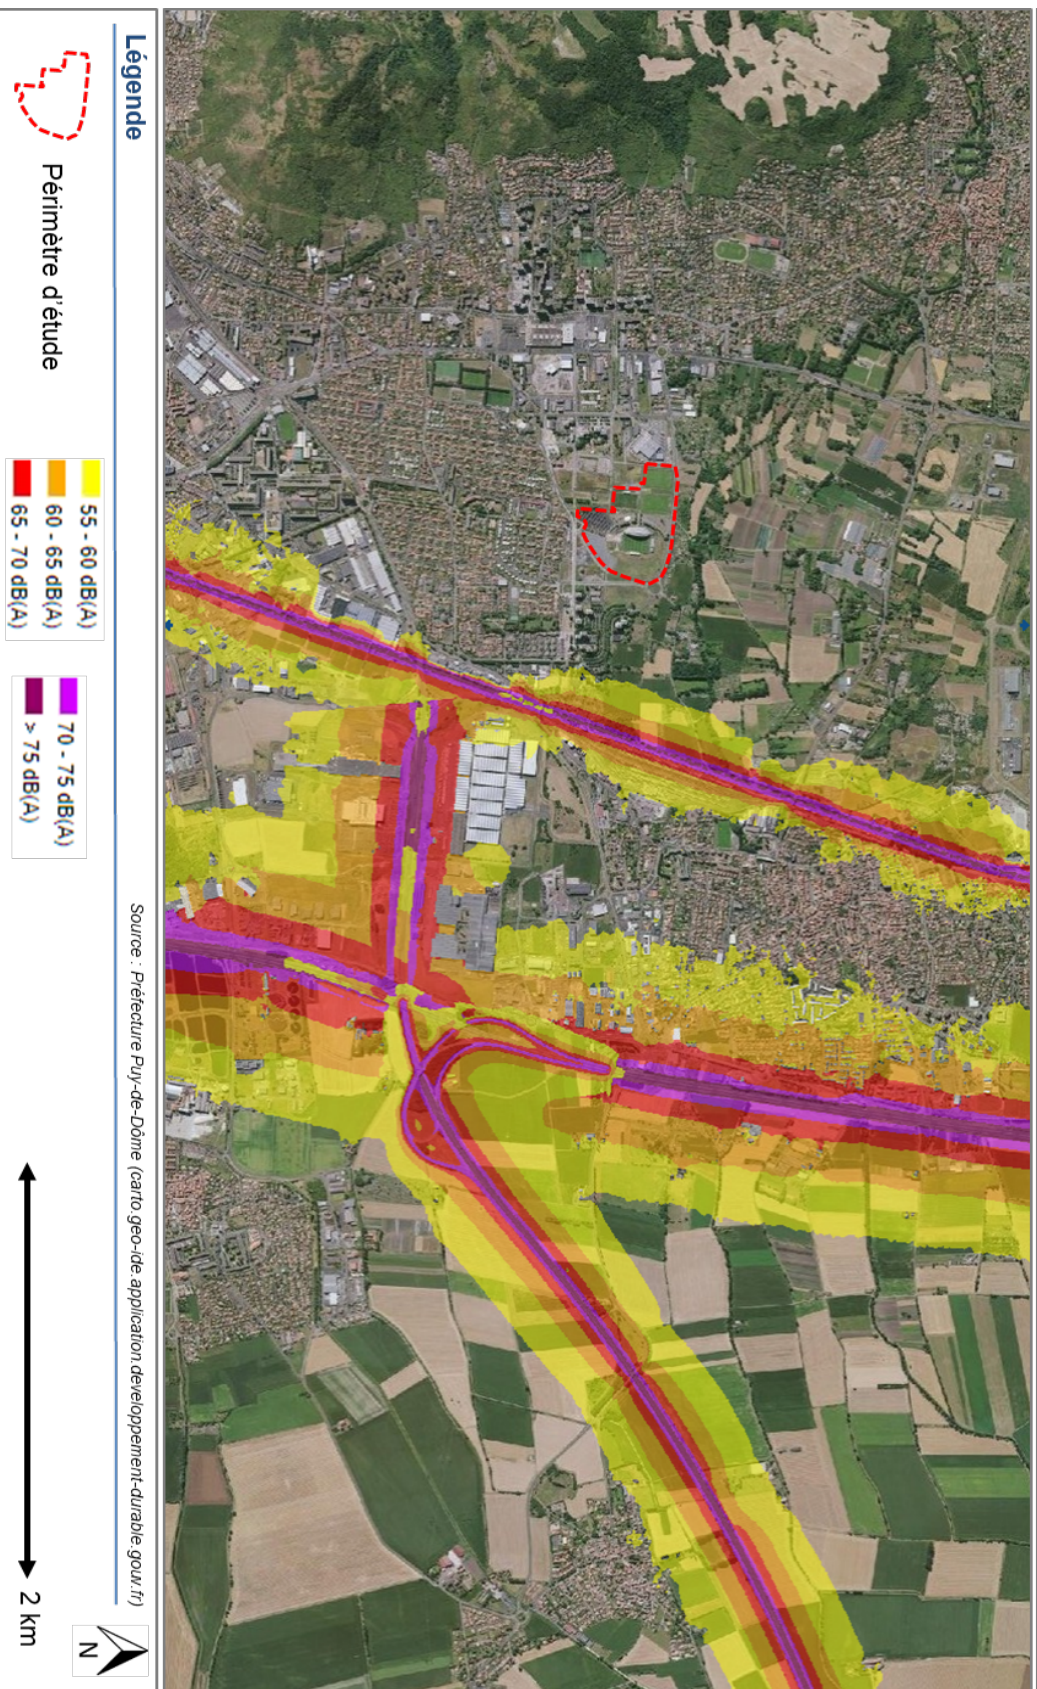 Légende
Périmètre d'étude
55 - 60 dB(A)
60 - 65 dB(A)
65 - 70 dB(A)
70 - 75 dB(A)
> 75 dB(A)
Source : Préfecture Puy-de-Dôme (carto.geo-ide.application.developpement-durable.gouv.fr)
2 km
N